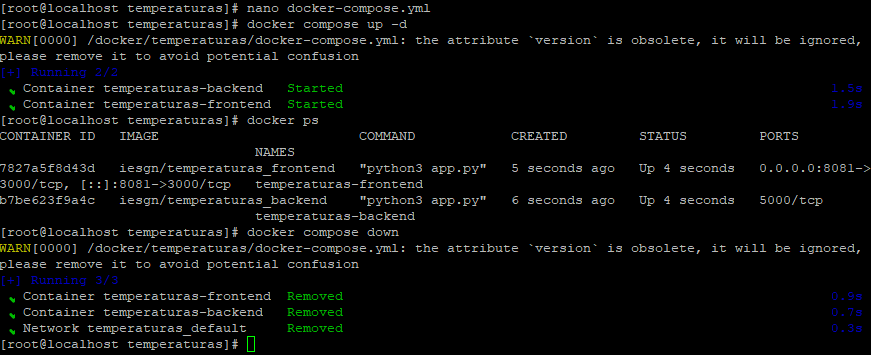 [root@localhost temperaturas]# nano docker-compose.yml
[root@localhost temperaturas]# docker compose up -d
WARN[0000] /docker/temperaturas/docker-compose.yml: the attribute `version` is obsolete, it will be ignored,
please remove it to avoid potential confusion
[+] Running 2/2
✔ Container temperaturas-backend   Started   1.5s
✔ Container temperaturas-frontend  Started   1.9s
[root@localhost temperaturas]# docker ps
CONTAINER ID   IMAGE                         COMMAND            CREATED         STATUS         PORTS
NAMES
7827a5f8d43d   iesgn/temperaturas_frontend   "python3 app.py"   5 seconds ago   Up 4 seconds   0.0.0.0:8081->
3000/tcp, [::]:8081->3000/tcp   temperaturas-frontend
b7be623f9a4c   iesgn/temperaturas_backend    "python3 app.py"   6 seconds ago   Up 4 seconds   5000/tcp
temperaturas-backend
[root@localhost temperaturas]# docker compose down
WARN[0000] /docker/temperaturas/docker-compose.yml: the attribute `version` is obsolete, it will be ignored,
please remove it to avoid potential confusion
[+] Running 3/3
✔ Container temperaturas-frontend  Removed   0.9s
✔ Container temperaturas-backend   Removed   0.7s
✔ Network temperaturas_default     Removed   0.3s
[root@localhost temperaturas]#